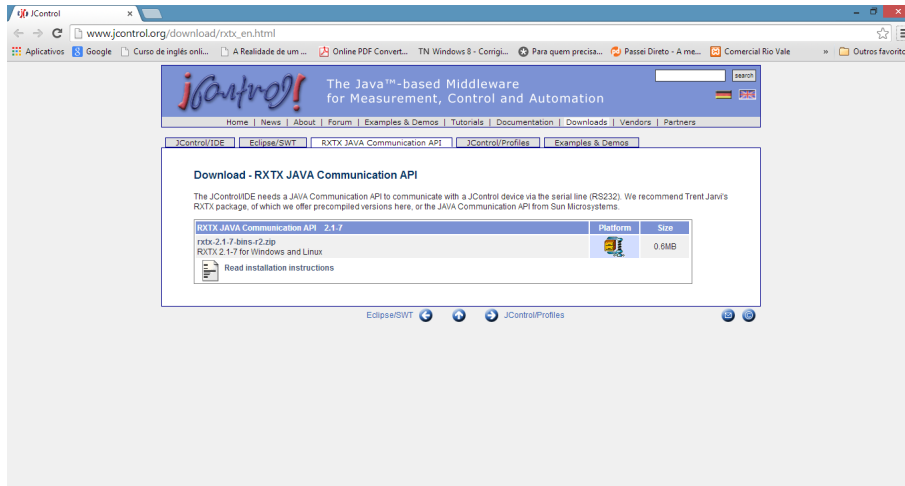 JControl
www.jcontrol.org/download/rxtx_en.html
Aplicativos Google Curso de inglês onli... A Realidade de um ... Online PDF Convert... TN Windows 8 - Corrigi... Para quem precisa... Passei Direto - A me... Comercial Rio Vale » Outros favorito
jControl!
The Java™-based Middleware
for Measurement, Control and Automation
search
Home | News | About | Forum | Examples & Demos | Tutorials | Documentation | Downloads | Vendors | Partners
JControl/IDE Eclipse/SWT RXTX JAVA Communication API JControl/Profiles Examples & Demos
Download - RXTX JAVA Communication API
The JControl/IDE needs a JAVA Communication API to communicate with a JControl device via the serial line (RS232). We recommend Trent Jarvi's
RXTX package, of which we offer precompiled versions here, or the JAVA Communication API from Sun Microsystems.
RXTX JAVA Communication API 2.1-7 Platform Size
rxtx-2.1-7-bins-r2.zip
RXTX 2.1-7 for Windows and Linux
0.6MB
Read installation instructions
Eclipse/SWT JControl/Profiles